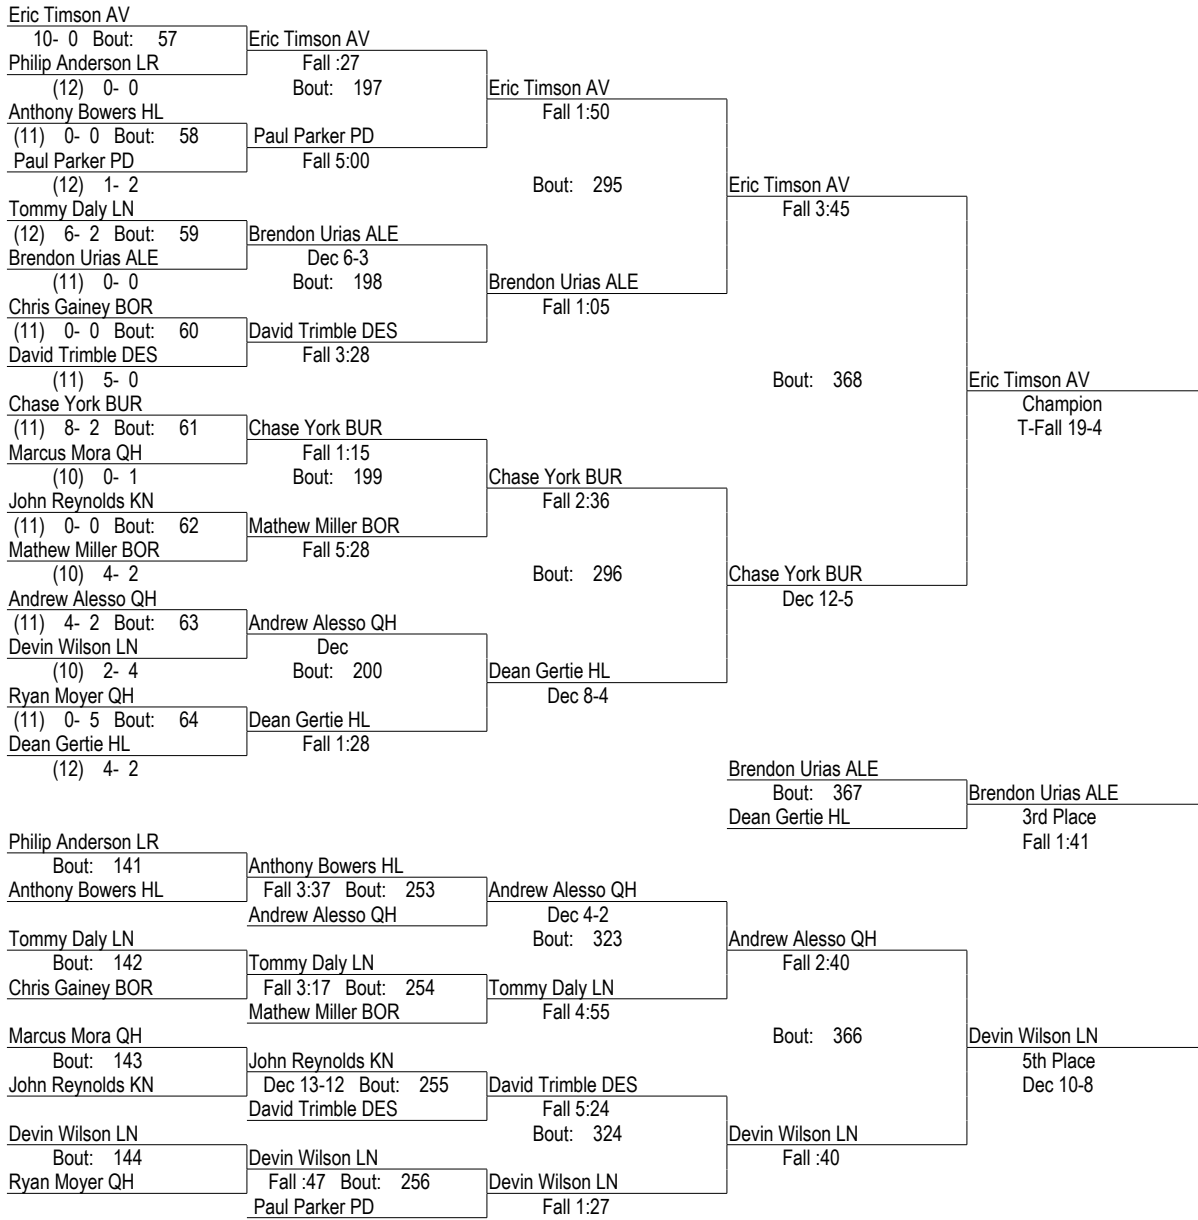 Eric Timson AV
10- 0 Bout: 57 Eric Timson AV
Philip Anderson LR Fall :27
(12) 0- 0 Bout: 197 Eric Timson AV
Anthony Bowers HL Fall 1:50
(11) 0- 0 Bout: 58 Paul Parker PD
Paul Parker PD Fall 5:00
(12) 1- 2 Bout: 295 Eric Timson AV
Tommy Daly LN Fall 3:45
(12) 6- 2 Bout: 59 Brendon Urias ALE
Brendon Urias ALE Dec 6-3
(11) 0- 0 Bout: 198 Brendon Urias ALE
Chris Gainey BOR Fall 1:05
(11) 0- 0 Bout: 60 David Trimble DES
David Trimble DES Fall 3:28
(11) 5- 0 Bout: 368 Eric Timson AV
Chase York BUR Champion
(11) 8- 2 Bout: 61 Chase York BUR T-Fall 19-4
Marcus Mora QH Fall 1:15
(10) 0- 1 Bout: 199 Chase York BUR
John Reynolds KN Fall 2:36
(11) 0- 0 Bout: 62 Mathew Miller BOR
Mathew Miller BOR Fall 5:28
(10) 4- 2 Bout: 296 Chase York BUR
Andrew Alesso QH Dec 12-5
(11) 4- 2 Bout: 63 Andrew Alesso QH
Devin Wilson LN Dec
(10) 2- 4 Bout: 200 Dean Gertie HL
Ryan Moyer QH Dec 8-4
(11) 0- 5 Bout: 64 Dean Gertie HL
Dean Gertie HL Fall 1:28
(12) 4- 2 Brendon Urias ALE
Bout: 367 Brendon Urias ALE
Dean Gertie HL 3rd Place
Philip Anderson LR Fall 1:41
Bout: 141 Anthony Bowers HL
Anthony Bowers HL Fall 3:37 Bout: 253 Andrew Alesso QH
Andrew Alesso QH Dec 4-2
Tommy Daly LN Bout: 323 Andrew Alesso QH
Bout: 142 Tommy Daly LN Fall 2:40
Chris Gainey BOR Fall 3:17 Bout: 254 Tommy Daly LN
Mathew Miller BOR Fall 4:55
Marcus Mora QH Bout: 366 Devin Wilson LN
Bout: 143 John Reynolds KN 5th Place
John Reynolds KN Dec 13-12 Bout: 255 David Trimble DES Dec 10-8
David Trimble DES Fall 5:24
Devin Wilson LN Bout: 324 Devin Wilson LN
Bout: 144 Devin Wilson LN Fall :40
Ryan Moyer QH Fall :47 Bout: 256 Devin Wilson LN
Paul Parker PD Fall 1:27